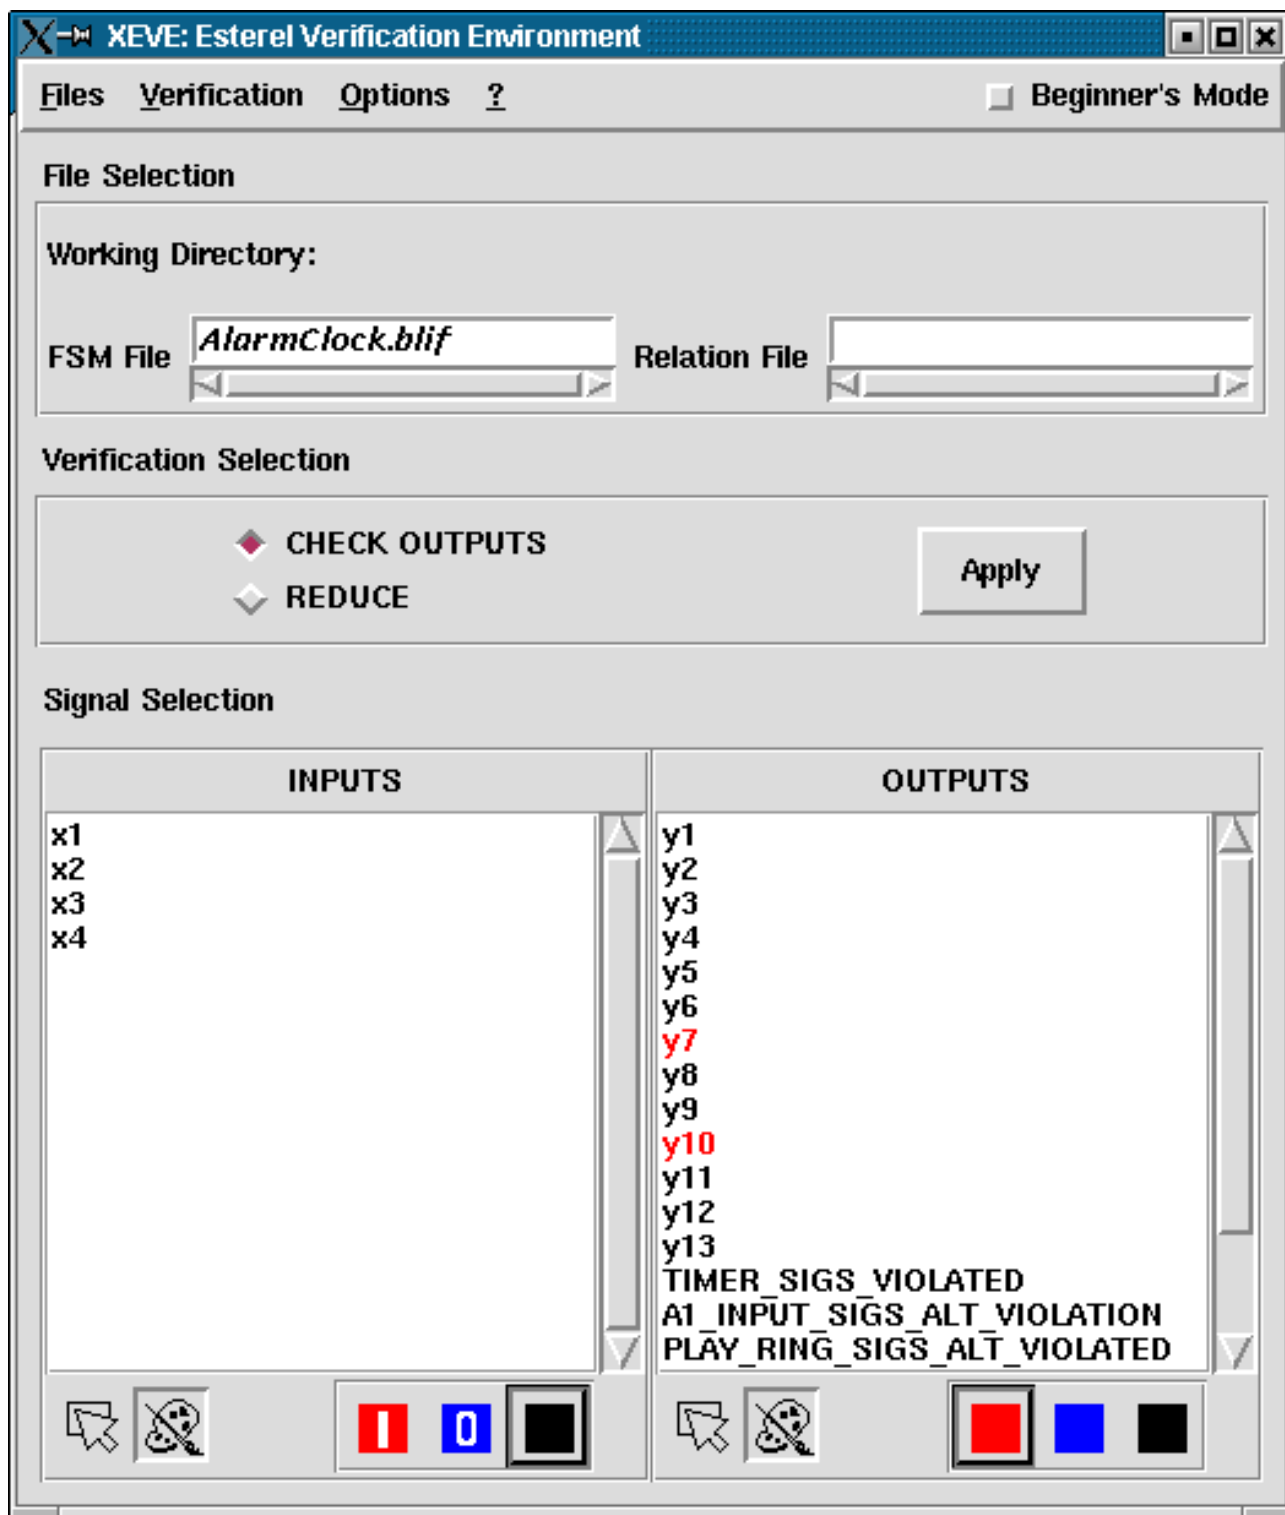 XEVE: Esterel Verification Environment
Files Verification Options ? Beginner's Mode
File Selection
Working Directory:
FSM File AlarmClock.blif Relation File
Verification Selection
CHECK OUTPUTS
REDUCE
Apply
Signal Selection
INPUTS
x1
x2
x3
x4
OUTPUTS
y1
y2
y3
y4
y5
y6
y7
y8
y9
y10
y11
y12
y13
TIMER_SIGS_VIOLATED
A1_INPUT_SIGS_ALT_VIOLATION
PLAY_RING_SIGS_ALT_VIOLATED
I 0